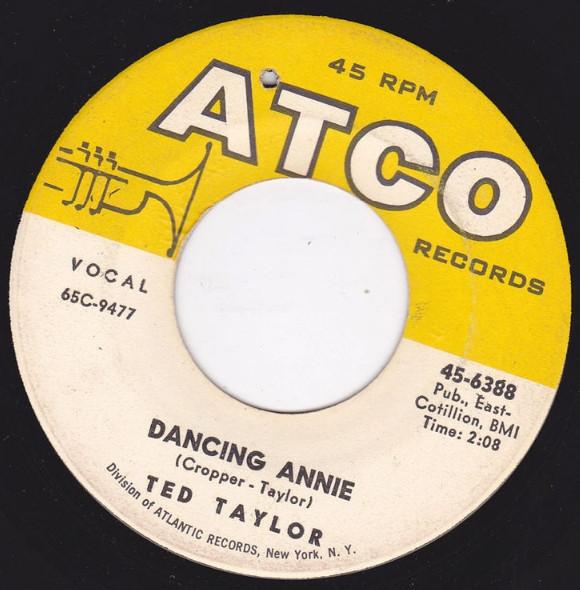 45 RPM
ATCO
RECORDS
VOCAL
65C-9477
45-6388
Pub., East-
Cotillion, BMI
Time: 2:08
DANCING ANNIE
(Cropper - Taylor)
TED TAYLOR
Division of ATLANTIC RECORDS, New York, N. Y.